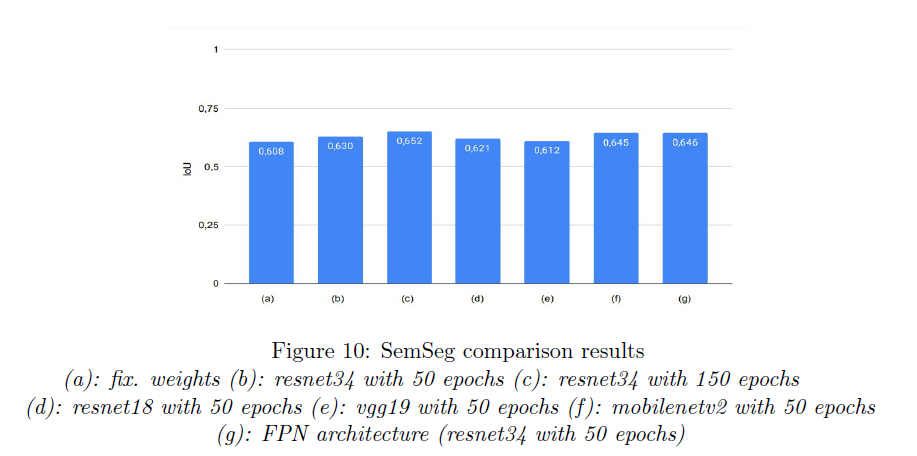 1
0,75
0,5
0,25
0
IoU
0,608
0,630
0,652
0,621
0,612
0,645
0,646
(a)
(b)
(c)
(d)
(e)
(f)
(g)
Figure 10: SemSeg comparison results
(a): fix. weights (b): resnet34 with 50 epochs (c): resnet34 with 150 epochs
(d): resnet18 with 50 epochs (e): vgg19 with 50 epochs (f): mobilenetv2 with 50 epochs
(g): FPN architecture (resnet34 with 50 epochs)